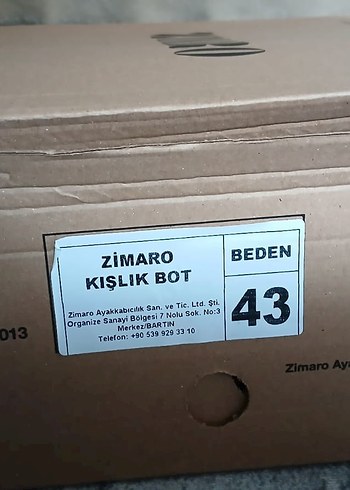 ZİMARO
KIŞLIK BOT
BEDEN
43
Zimaro Ayakkabıcılık San. ve Tic. Ltd. Şti.
Organize Sanayi Bölgesi 7 Nolu Sok. No:3
Merkez/BARTIN
Telefon: +90 539 929 33 10
013
Zimaro Aya